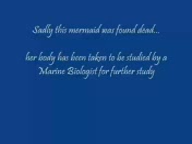 Sadly this mermaid was found dead...
her body has been taken to be studied by a
Marine Biologist for further study